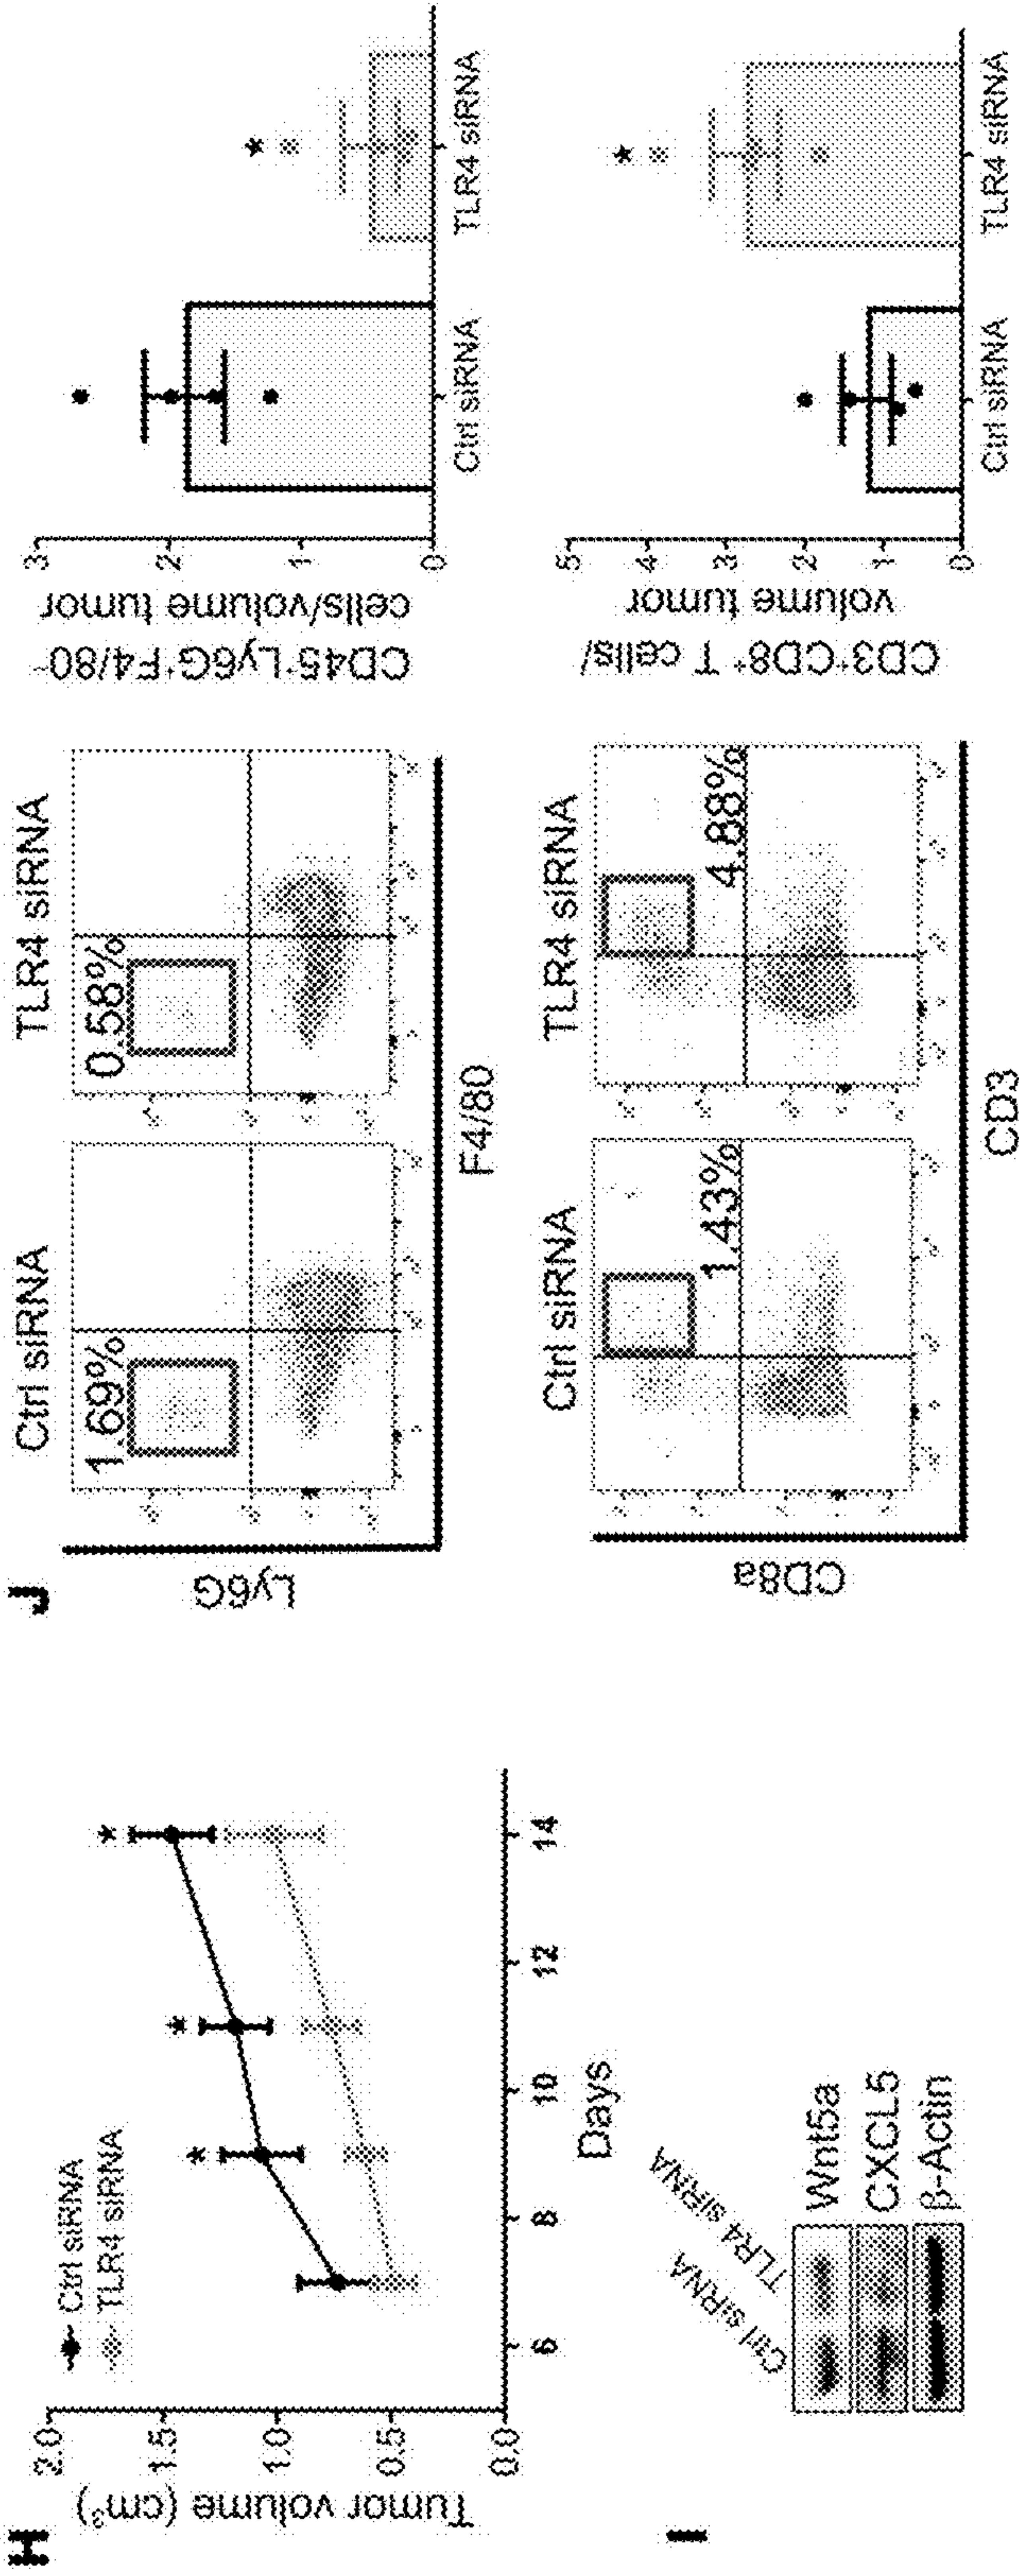 H
Tumor volume (cm³)
2.0
1.5
1.0
0.5
0.0
Ctrl siRNA
TLR4 siRNA
*
*
*
6 8 10 12 14
Days
I
Ctrl siRNA
TLR4 siRNA
Wnt5a
CXCL5
β-Actin
J
Ctrl siRNA
TLR4 siRNA
1.69%
0.58%
Ly6G
F4/80
CD45⁺Ly6G⁺F4/80⁻
cells/volume tumor
3
2
1
0
*
Ctrl siRNA
TLR4 siRNA
Ctrl siRNA
TLR4 siRNA
1.43%
4.88%
CD8a
CD3
CD3⁺CD8⁺ T cells/
volume tumor
5
4
3
2
1
0
*
Ctrl siRNA
TLR4 siRNA